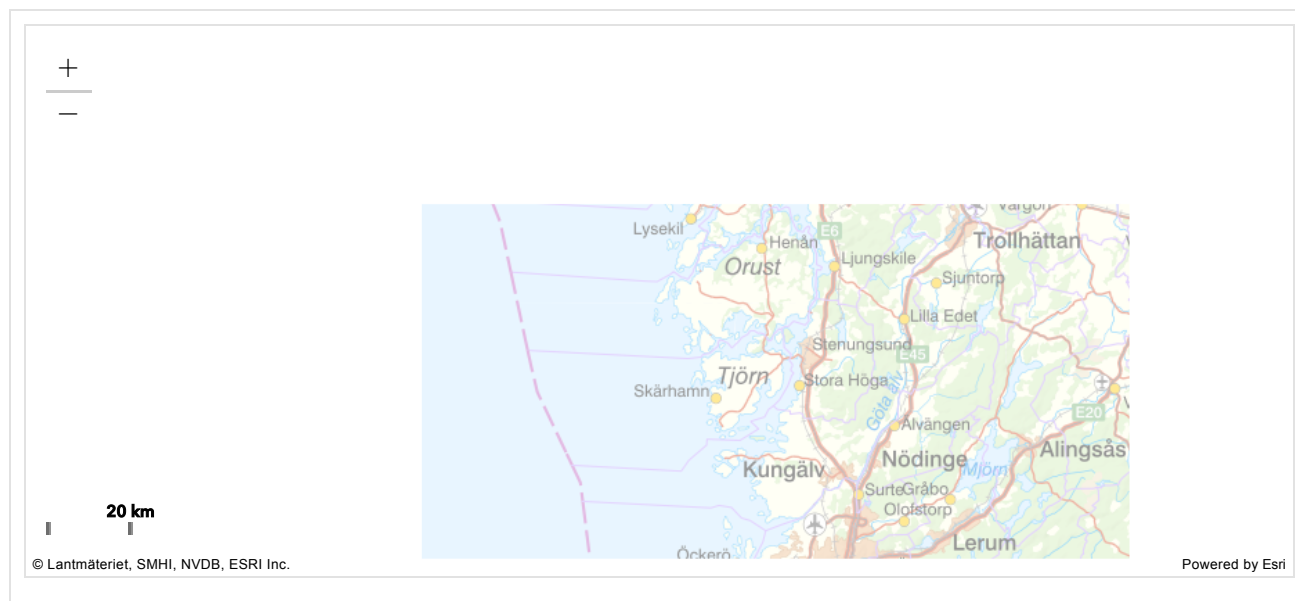 +
−
Vargön
Lysekil
E6
Trollhättan
Henån
Orust
Ljungskile
Sjuntorp
Lilla Edet
Stenungsund
E45
Tjörn
Stora Höga
Skärhamn
Göta älv
E20
Älvängen
Alingsås
Nödinge
Kungälv
Mjörn
Surte
Gråbo
Olofstorp
20 km
Lerum
Öckerö
© Lantmäteriet, SMHI, NVDB, ESRI Inc.
Powered by Esri